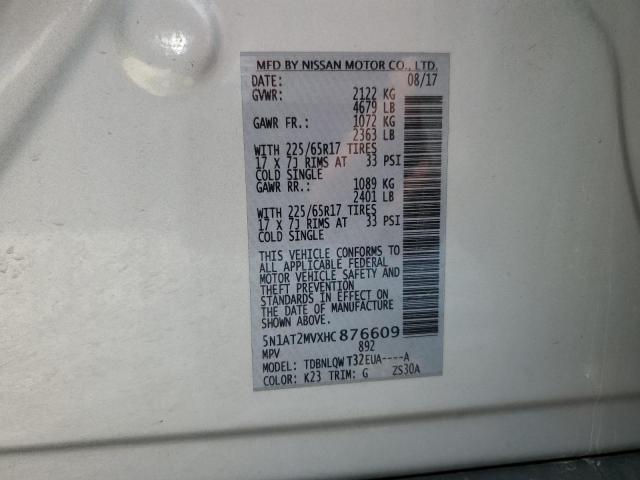 MFD BY NISSAN MOTOR CO., LTD.
DATE: 08/17
GVWR: 2122 KG
4679 LB
GAWR FR.: 1072 KG
2363 LB
WITH 225/65R17 TIRES
17 X 7J RIMS AT 33 PSI
COLD SINGLE
GAWR RR.: 1089 KG
2401 LB
WITH 225/65R17 TIRES
17 X 7J RIMS AT 33 PSI
COLD SINGLE
THIS VEHICLE CONFORMS TO
ALL APPLICABLE FEDERAL
MOTOR VEHICLE SAFETY AND
THEFT PREVENTION
STANDARDS IN EFFECT ON
THE DATE OF MANUFACTURE
SHOWN ABOVE.
5N1AT2MVXHC876609
MPV 892
MODEL: TDBNLQW T32EUA----A
COLOR: K23 TRIM: G ZS30A